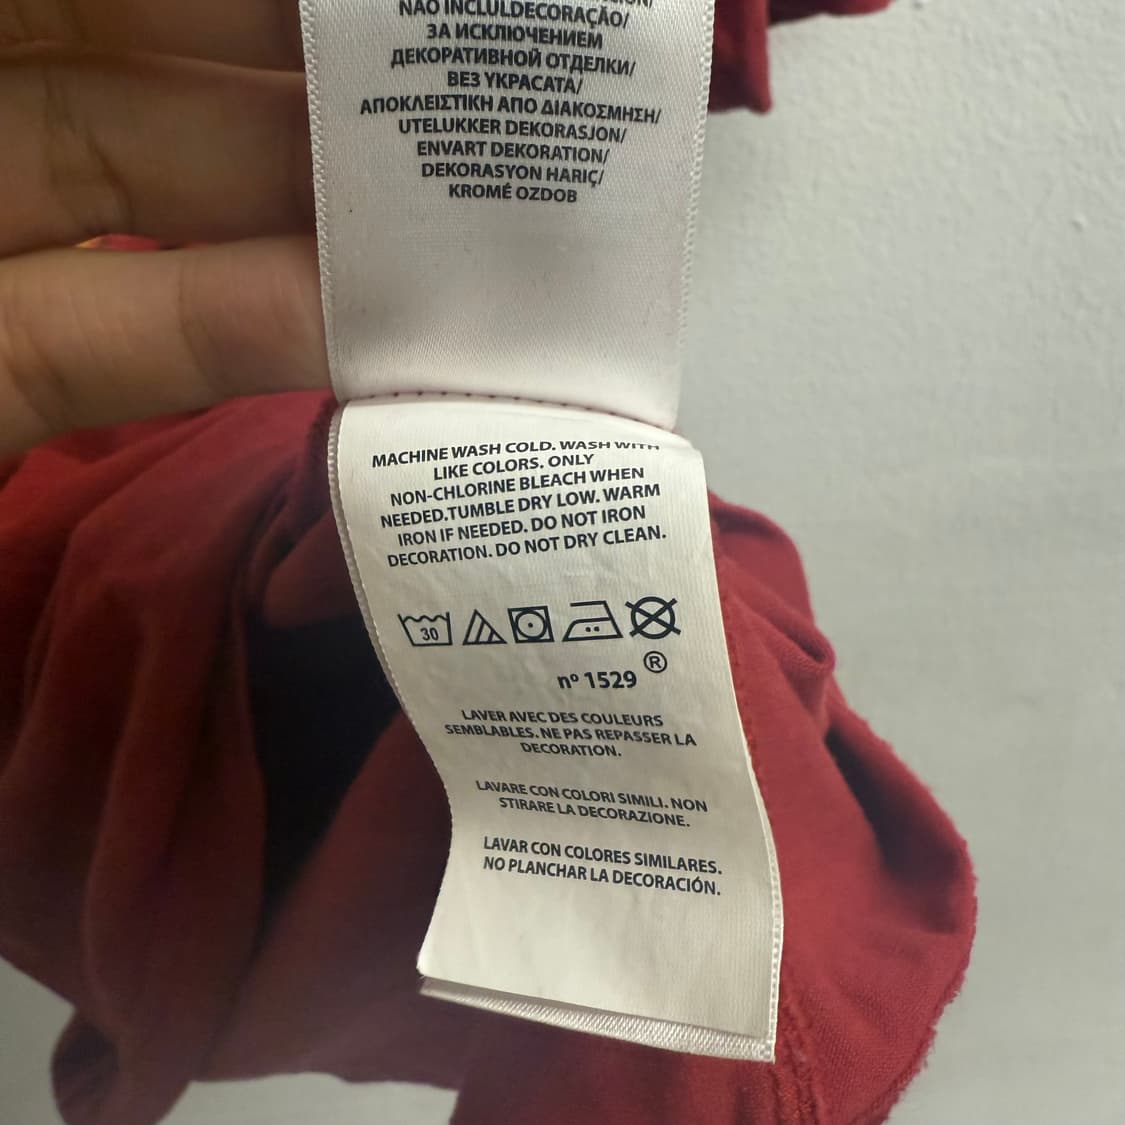 NÃO INCLULDECORAÇÃO/
ЗА ИСКЛЮЧЕНИЕМ
ДЕКОРАТИВНОЙ ОТДЕЛКИ/
ВЕЗ УКРАСАТА/
ΑΠΟΚΛΕΙΣΤΙΚΗ ΑΠΟ ΔΙΑΚΟΣΜΗΣΗ/
UTELUKKER DEKORASJON/
ENVART DEKORATION/
DEKORASYON HARIÇ/
KROMÉ OZDOB
MACHINE WASH COLD. WASH WITH
LIKE COLORS. ONLY
NON-CHLORINE BLEACH WHEN
NEEDED.TUMBLE DRY LOW. WARM
IRON IF NEEDED. DO NOT IRON
DECORATION. DO NOT DRY CLEAN.
30
®
nº 1529
LAVER AVEC DES COULEURS
SEMBLABLES. NE PAS REPASSER LA
DECORATION.
LAVARE CON COLORI SIMILI. NON
STIRARE LA DECORAZIONE.
LAVAR CON COLORES SIMILARES.
NO PLANCHAR LA DECORACIÓN.